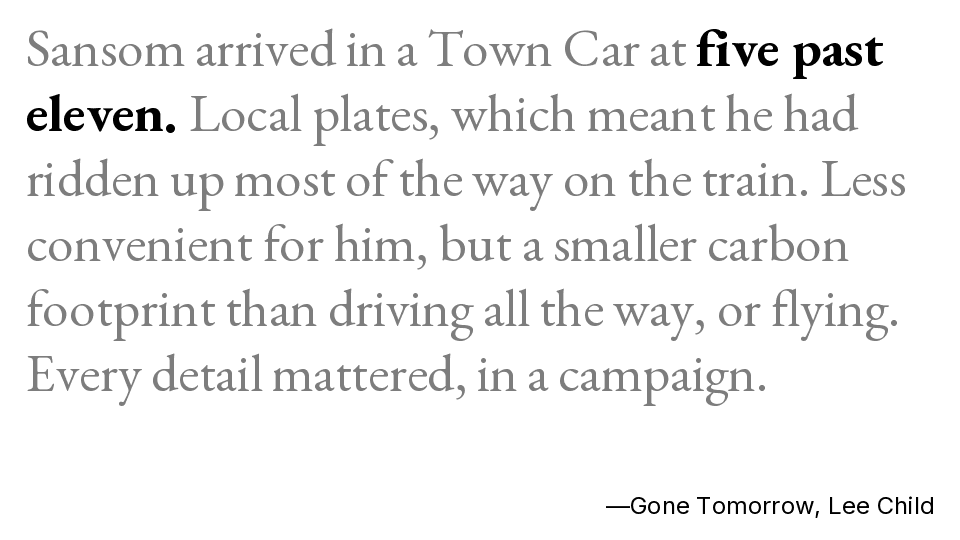 Sansom arrived in a Town Car at five past
eleven. Local plates, which meant he had
ridden up most of the way on the train. Less
convenient for him, but a smaller carbon
footprint than driving all the way, or flying.
Every detail mattered, in a campaign.
—Gone Tomorrow, Lee Child